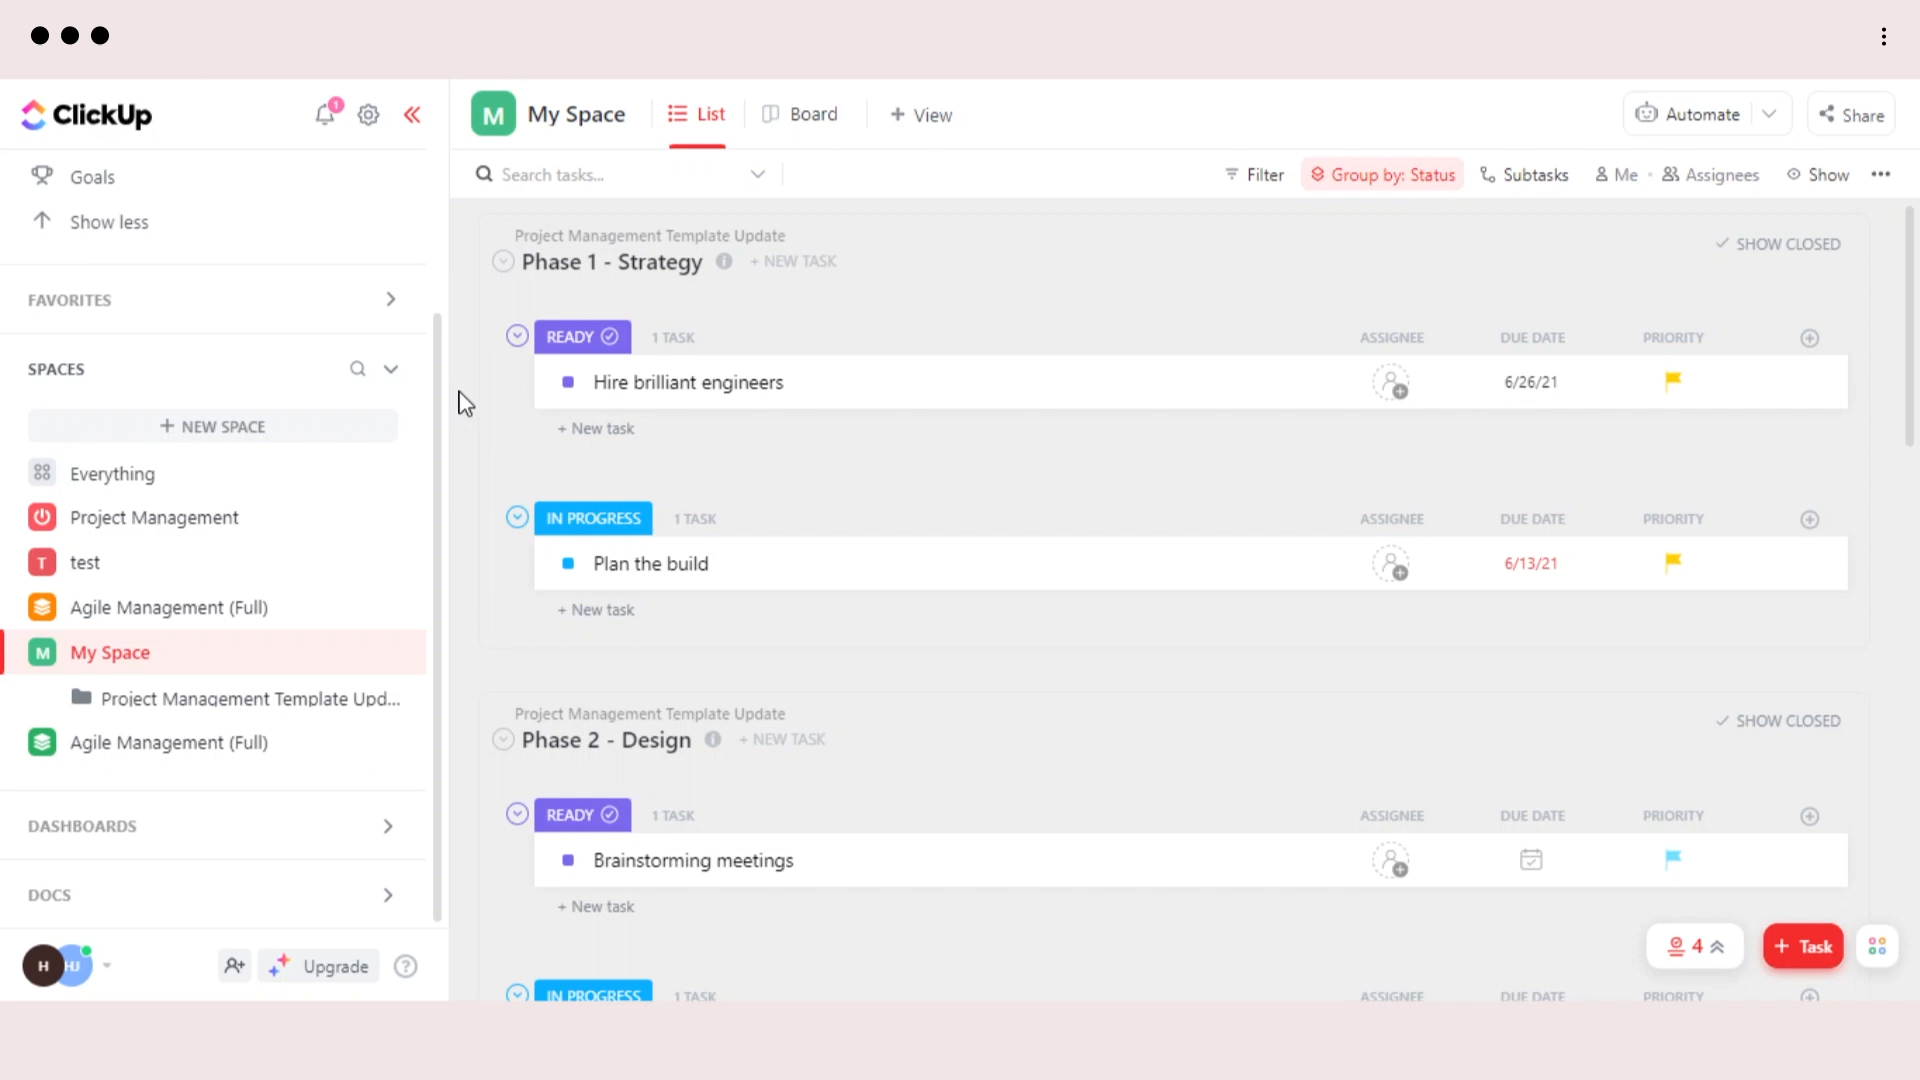 ClickUp
1
Goals
Show less
FAVORITES
SPACES
+ NEW SPACE
Everything
Project Management
T test
Agile Management (Full)
M My Space
Project Management Template Upd...
Agile Management (Full)
DASHBOARDS
DOCS
H HJ Upgrade ?
M My Space List Board + View Automate Share
Search tasks... Filter Group by: Status Subtasks Me Assignees Show
Project Management Template Update
Phase 1 - Strategy + NEW TASK SHOW CLOSED
READY 1 TASK ASSIGNEE DUE DATE PRIORITY
Hire brilliant engineers 6/26/21
+ New task
IN PROGRESS 1 TASK ASSIGNEE DUE DATE PRIORITY
Plan the build 6/13/21
+ New task
Project Management Template Update
Phase 2 - Design + NEW TASK SHOW CLOSED
READY 1 TASK ASSIGNEE DUE DATE PRIORITY
Brainstorming meetings
+ New task
4 + Task
IN PROGRESS 1 TASK ASSIGNEE DUE DATE PRIORITY